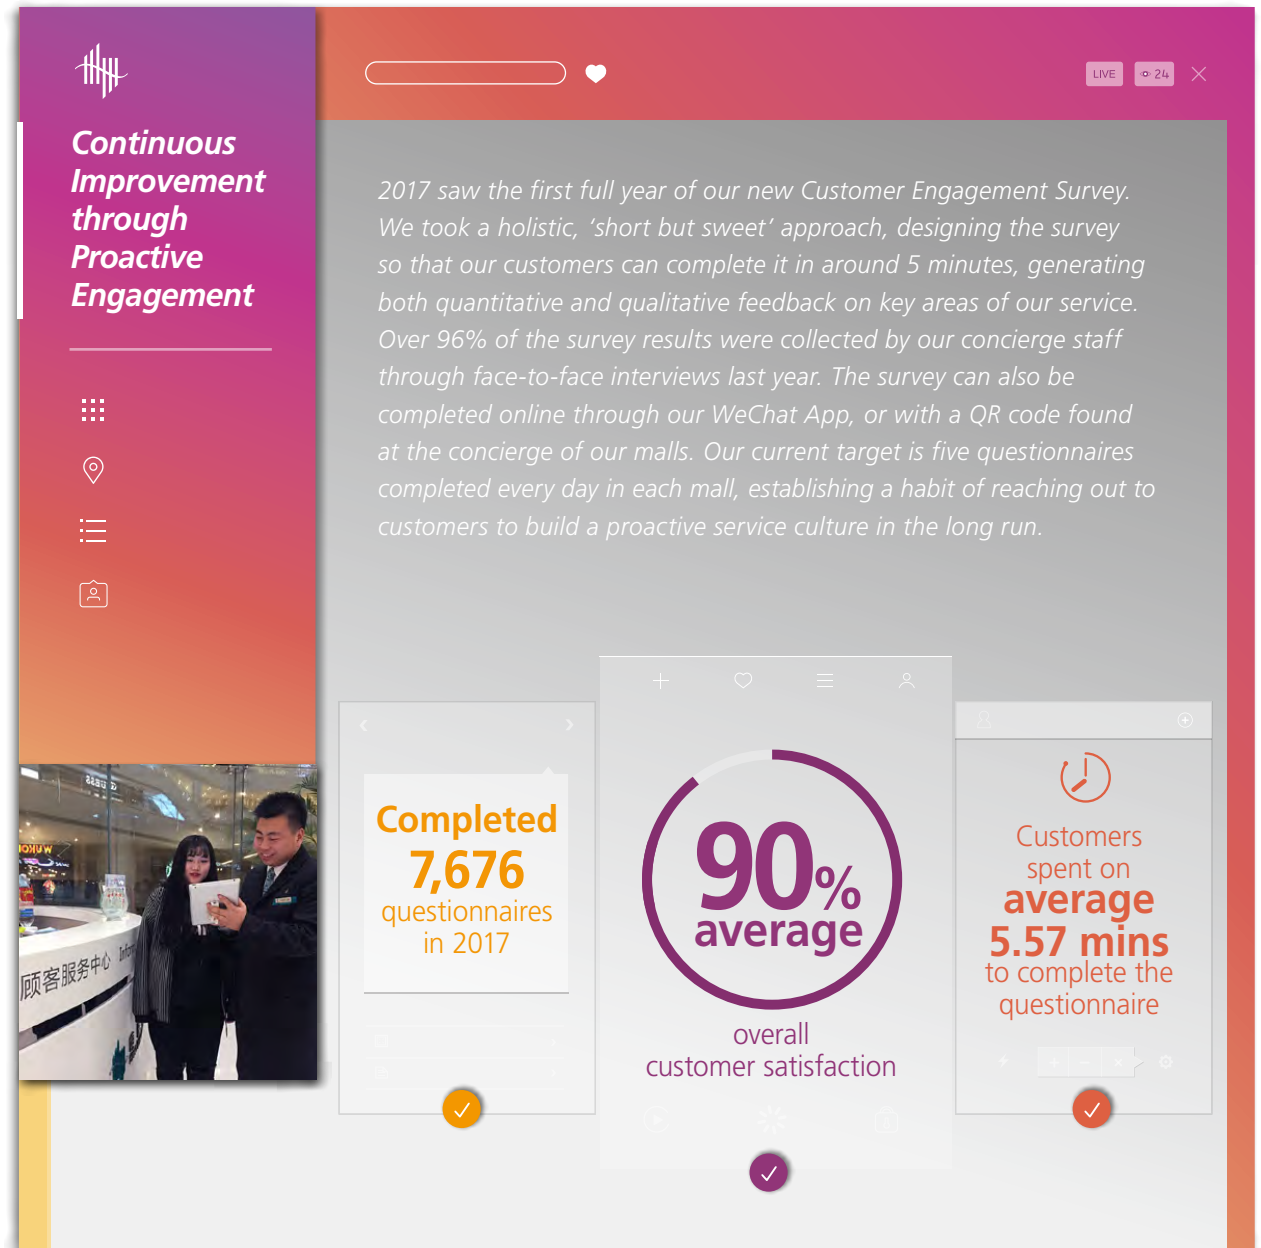 Continuous
Improvement
through
Proactive
Engagement
LIVE
24
2017 saw the first full year of our new Customer Engagement Survey.
We took a holistic, ‘short but sweet’ approach, designing the survey
so that our customers can complete it in around 5 minutes, generating
both quantitative and qualitative feedback on key areas of our service.
Over 96% of the survey results were collected by our concierge staff
through face-to-face interviews last year. The survey can also be
completed online through our WeChat App, or with a QR code found
at the concierge of our malls. Our current target is five questionnaires
completed every day in each mall, establishing a habit of reaching out to
customers to build a proactive service culture in the long run.
Completed
7,676
questionnaires
in 2017
90%
average
overall
customer satisfaction
Customers
spent on
average
5.57 mins
to complete the
questionnaire
GUESS
顾客服务中心